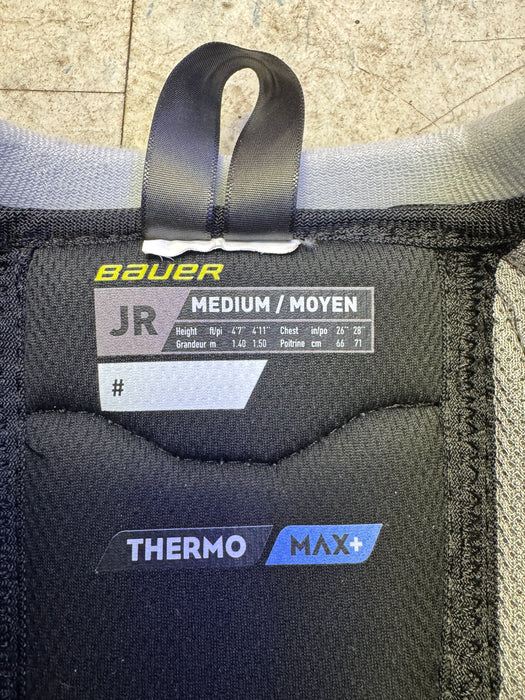 BAUER
JR MEDIUM / MOYEN
Height ft/pi 4'7" 4'11" Chest in/po 26" 28"
Grandeur m 1.40 1.50 Poitrine cm 66 71
#
THERMO MAX+